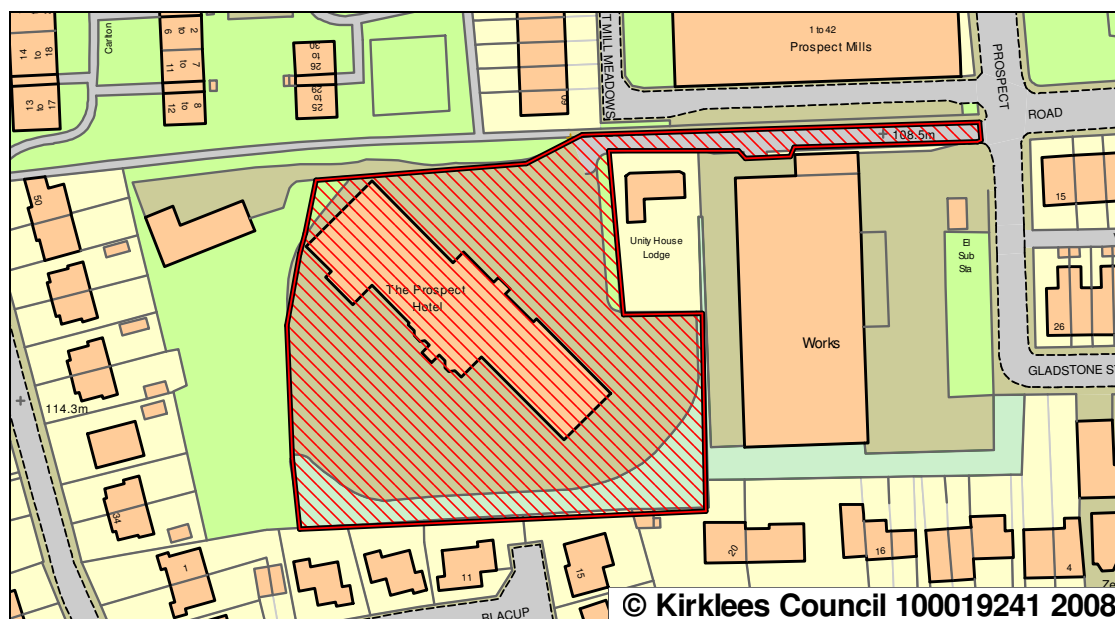 14
to
18
13
to
17
Carlton
2
to
6
7
to
11
8
to
12
30
to
26
69
T MILL MEADOWS
1 to 42
Prospect Mills
PROSPECT
ROAD
108.5m
50
Unity House
Lodge
El
Sub
Sta
15
The Prospect
Hotel
Works
26
GLADSTONE ST
114.3m
34
1
11
15
20
16
4
Ze
BLACUP
© Kirklees Council 100019241 2008